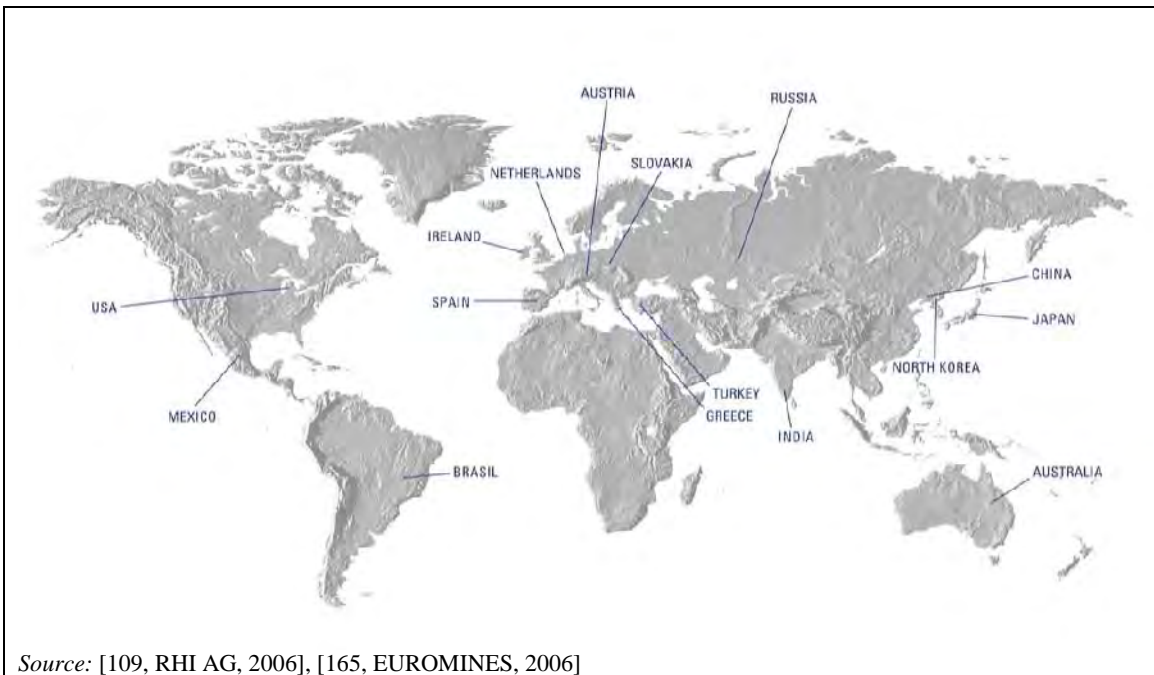 AUSTRIA
RUSSIA
SLOVAKIA
NETHERLANDS
IRELAND
CHINA
USA
SPAIN
JAPAN
NORTH KOREA
TURKEY
GREECE
MEXICO
INDIA
BRASIL
AUSTRALIA
Source: [109, RHI AG, 2006], [165, EUROMINES, 2006]